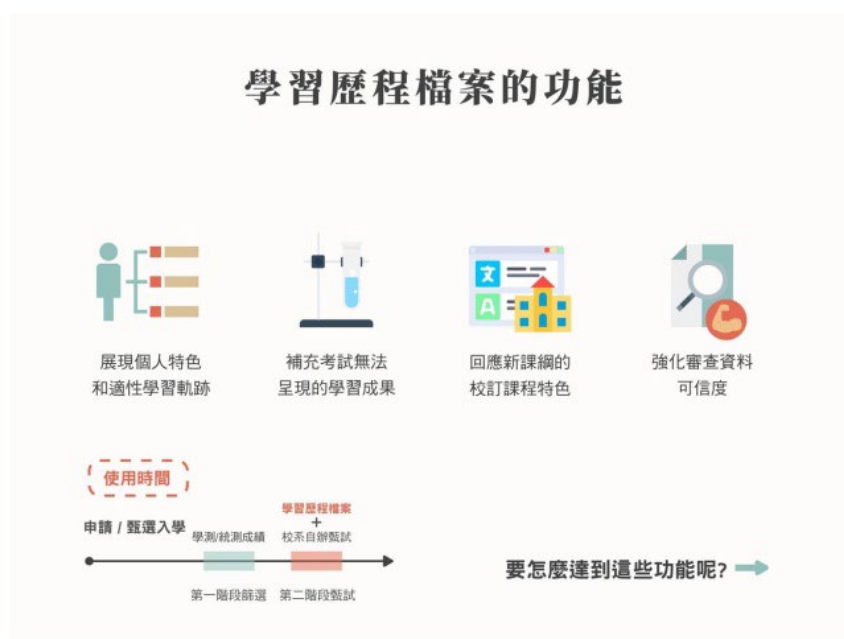 學習歷程檔案的功能
展現個人特色
和適性學習軌跡
補充考試無法
呈現的學習成果
文
A
回應新課綱的
校訂課程特色
強化審查資料
可信度
使用時間
申請 / 甄選入學
學測/統測成績
學習歷程檔案
+
校系自辦甄試
第一階段篩選
第二階段甄試
要怎麼達到這些功能呢?